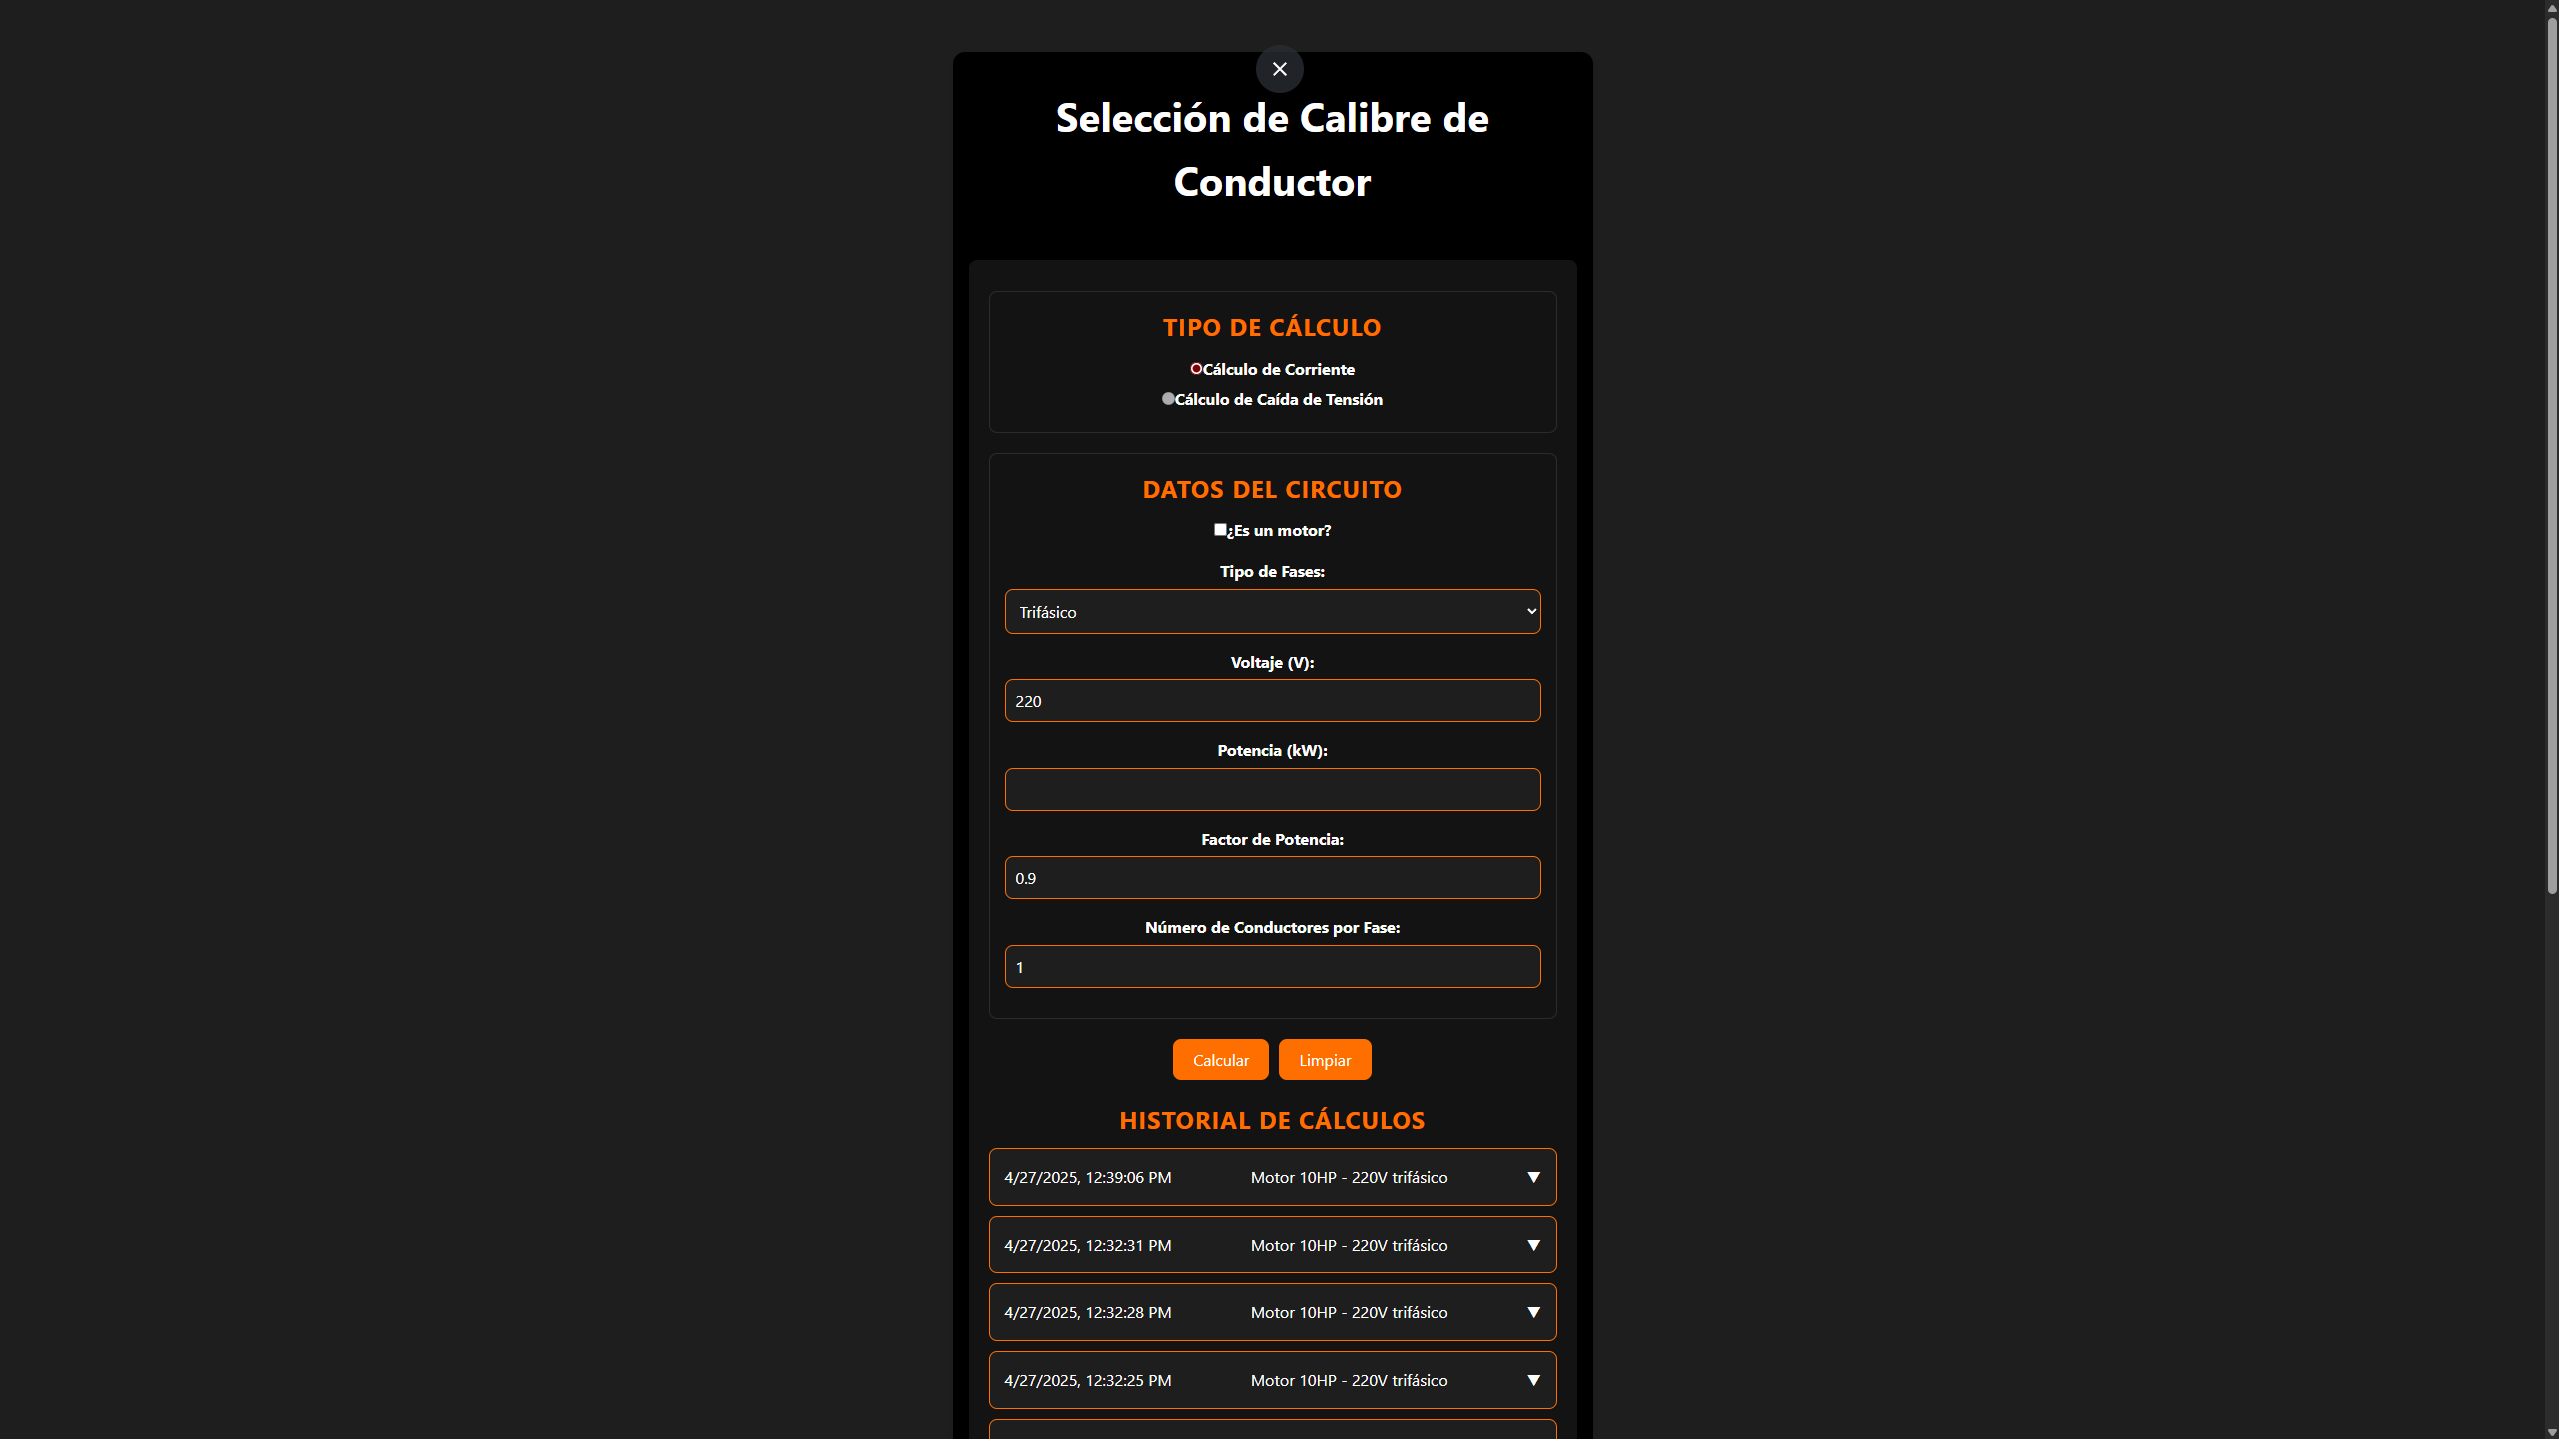 Selección de Calibre de
Conductor
TIPO DE CÁLCULO
Cálculo de Corriente
Cálculo de Caída de Tensión
DATOS DEL CIRCUITO
¿Es un motor?
Tipo de Fases:
Trifásico
Voltaje (V):
220
Potencia (kW):
Factor de Potencia:
0.9
Número de Conductores por Fase:
1
Calcular Limpiar
HISTORIAL DE CÁLCULOS
4/27/2025, 12:39:06 PM Motor 10HP - 220V trifásico ▼
4/27/2025, 12:32:31 PM Motor 10HP - 220V trifásico ▼
4/27/2025, 12:32:28 PM Motor 10HP - 220V trifásico ▼
4/27/2025, 12:32:25 PM Motor 10HP - 220V trifásico ▼